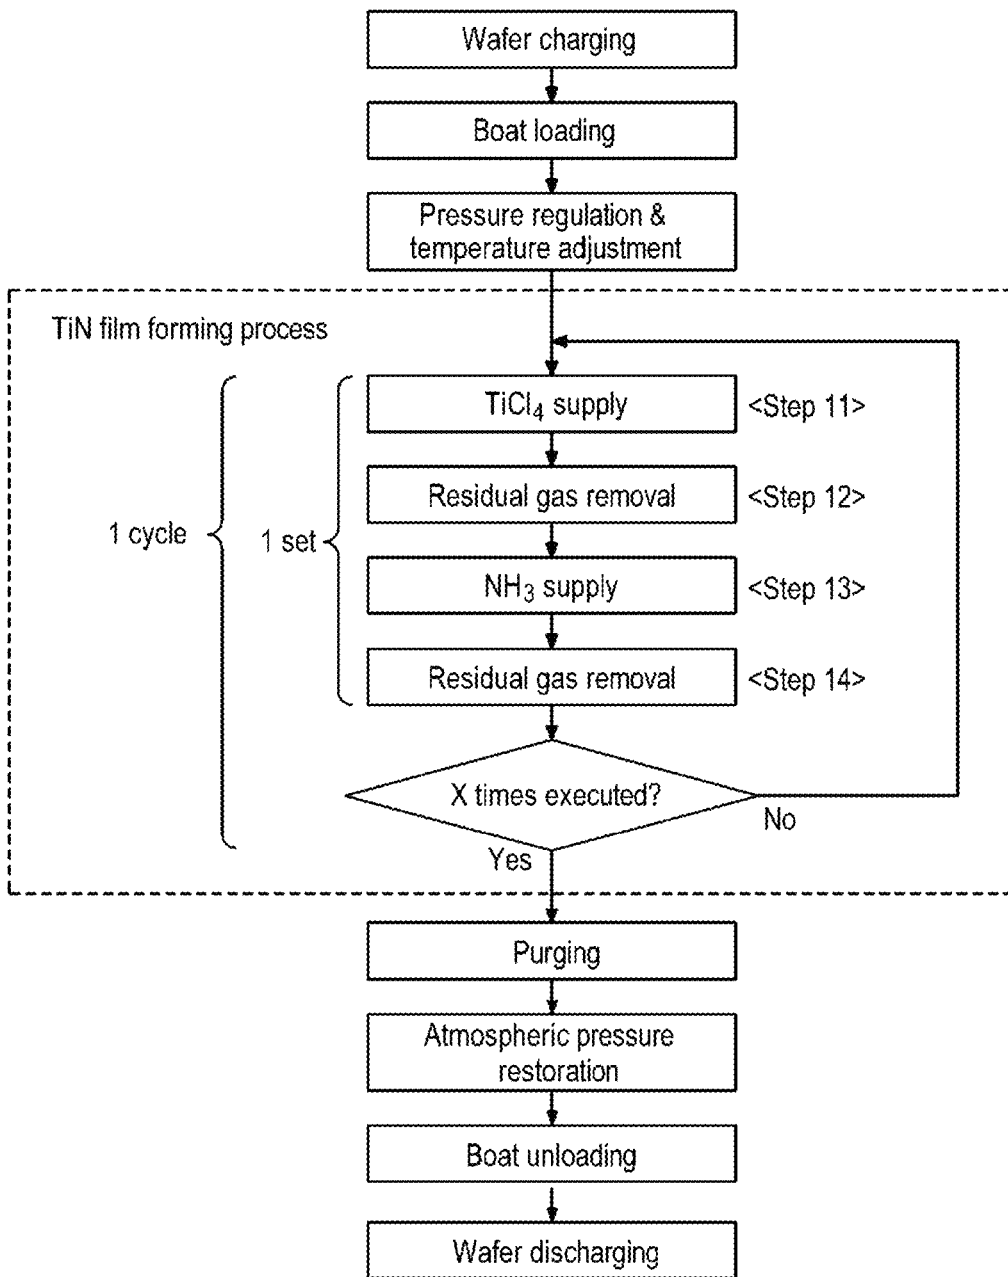 Wafer charging
Boat loading
Pressure regulation &
temperature adjustment
TiN film forming process
TiCl4 supply
<Step 11>
Residual gas removal
<Step 12>
1 cycle
1 set
NH3 supply
<Step 13>
Residual gas removal
<Step 14>
X times executed?
No
Yes
Purging
Atmospheric pressure
restoration
Boat unloading
Wafer discharging